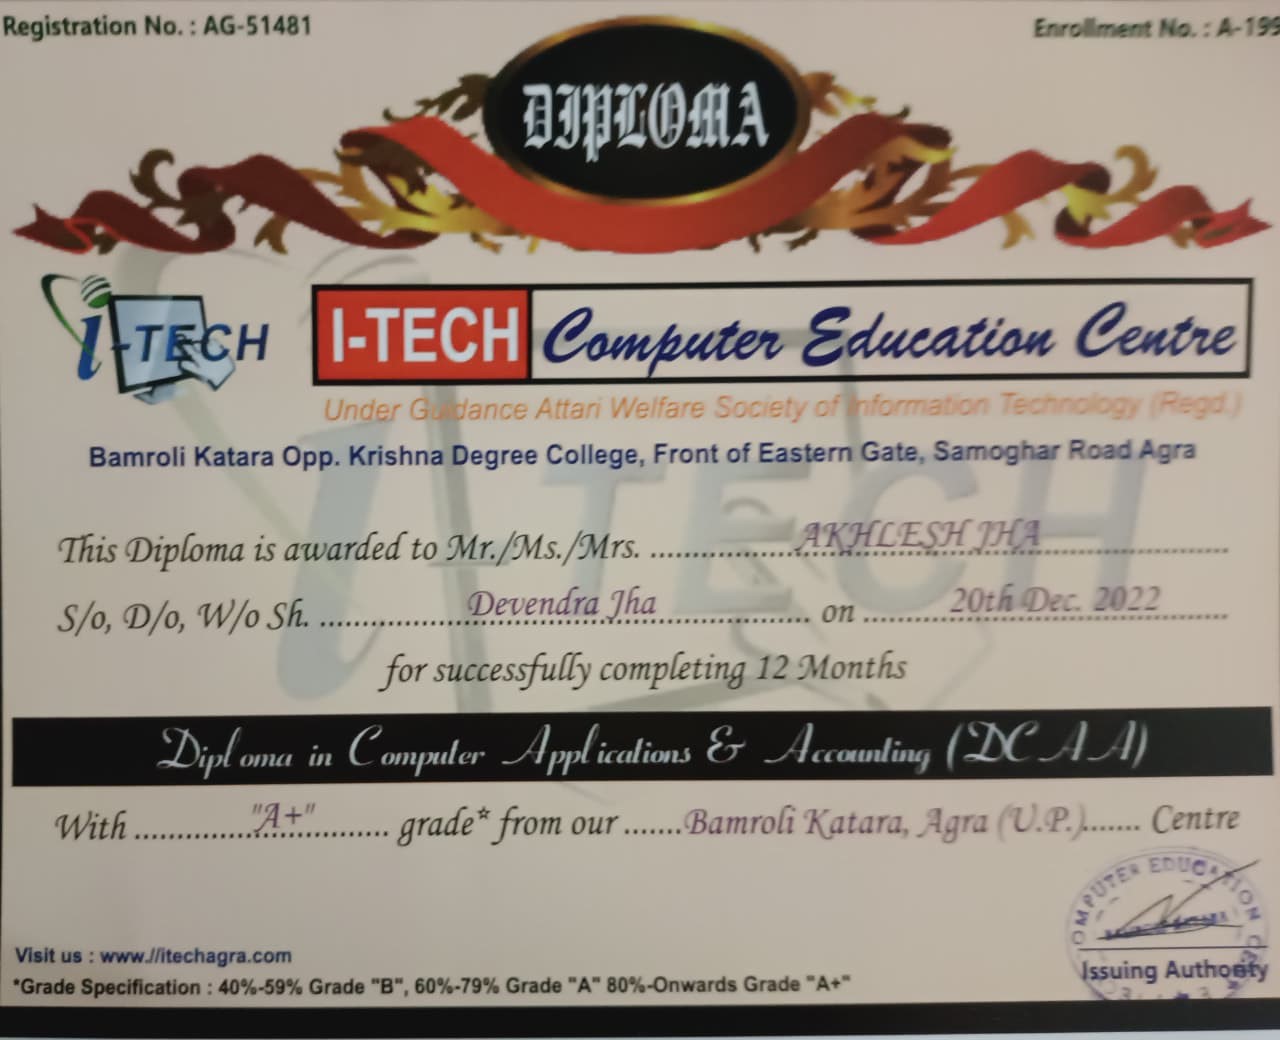 Registration No. : AG-51481
Enrollment No. : A-199
DIPLOMA
i-TECH
I-TECH Computer Education Centre
Under Guidance Attari Welfare Society of Information Technology (Regd.)
Bamroli Katara Opp. Krishna Degree College, Front of Eastern Gate, Samoghar Road Agra
This Diploma is awarded to Mr./Ms./Mrs. AKHLESH JHA
S/o, D/o, W/o Sh. Devendra Jha on 20th Dec. 2022
for successfully completing 12 Months
Diploma in Computer Applications & Accounting (DCAA)
With "A+" grade* from our Bamroli Katara, Agra (U.P.) Centre
COMPUTER EDUCATION
Issuing Authority
Visit us : www.//itechagra.com
*Grade Specification : 40%-59% Grade "B", 60%-79% Grade "A" 80%-Onwards Grade "A+"